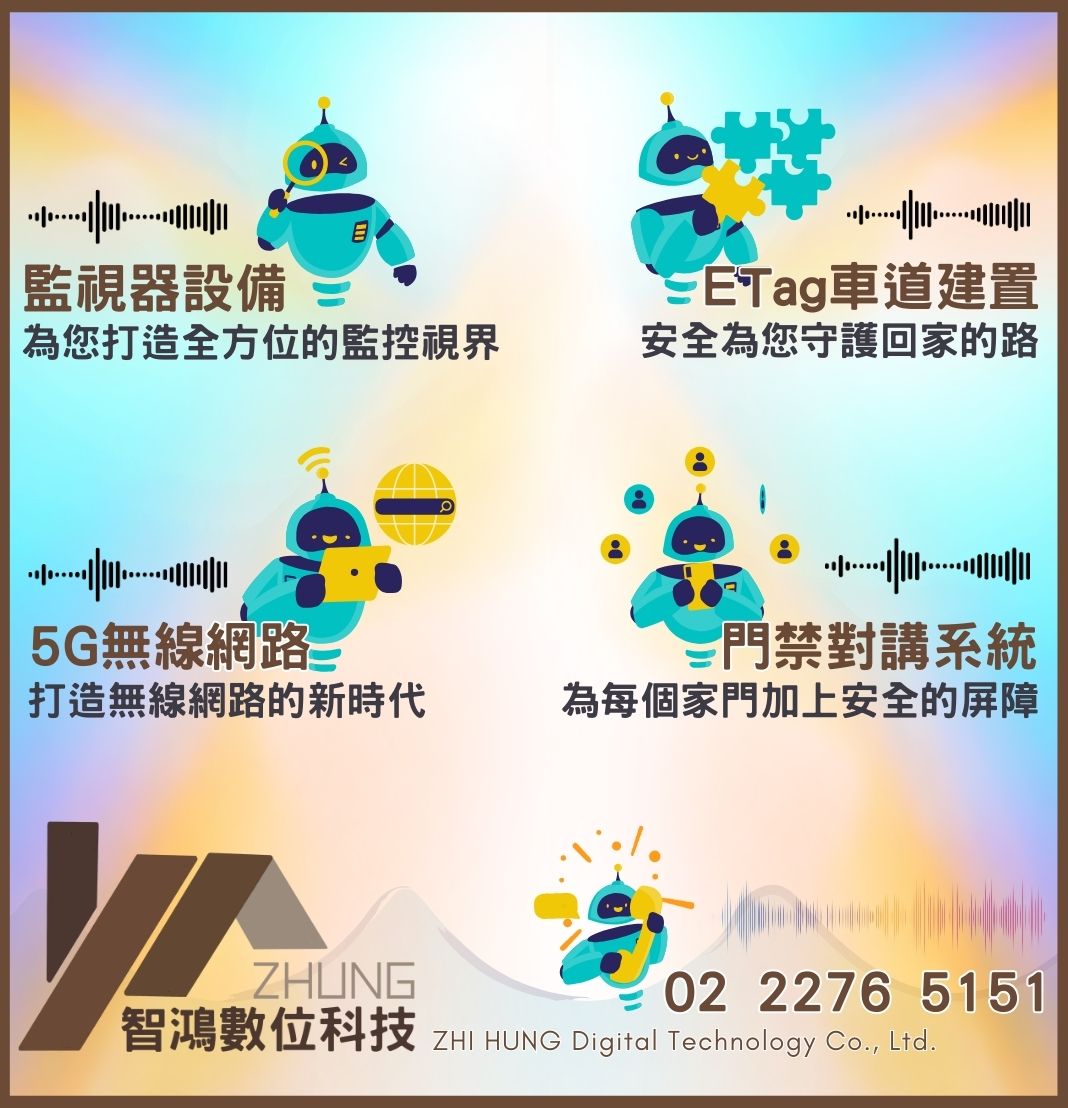 監視器設備
為您打造全方位的監控視界
ETag車道建置
安全為您守護回家的路
5G無線網路
打造無線網路的新時代
門禁對講系統
為每個家門加上安全的屏障
ZHUNG
智鴻數位科技
02 2276 5151
ZHI HUNG Digital Technology Co., Ltd.